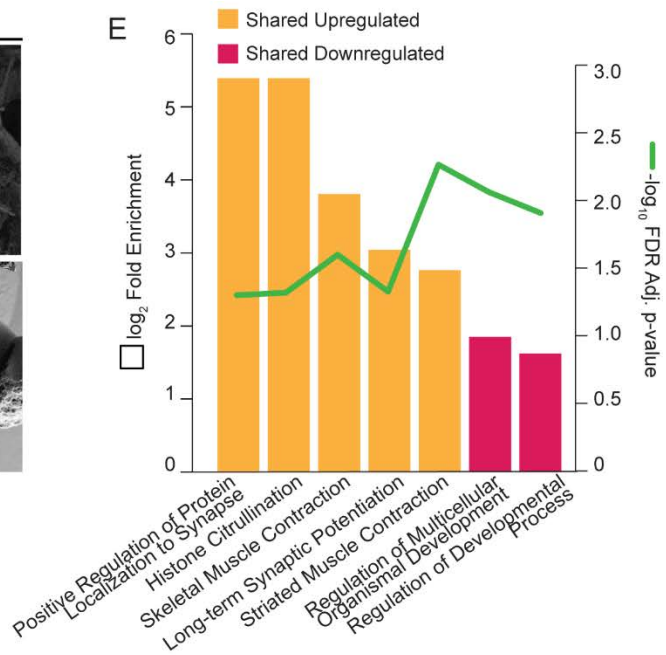 E
Shared Upregulated
Shared Downregulated
6
5
4
3
2
1
0
log2 Fold Enrichment
3.0
2.5
2.0
1.5
1.0
0.5
0
-log10 FDR Adj. p-value
Positive Regulation of Protein
Localization to Synapse
Histone Citrullination
Skeletal Muscle Contraction
Long-term Synaptic Potentiation
Striated Muscle Contraction
Regulation of Multicellular
Organismal Development
Regulation of Developmental
Process